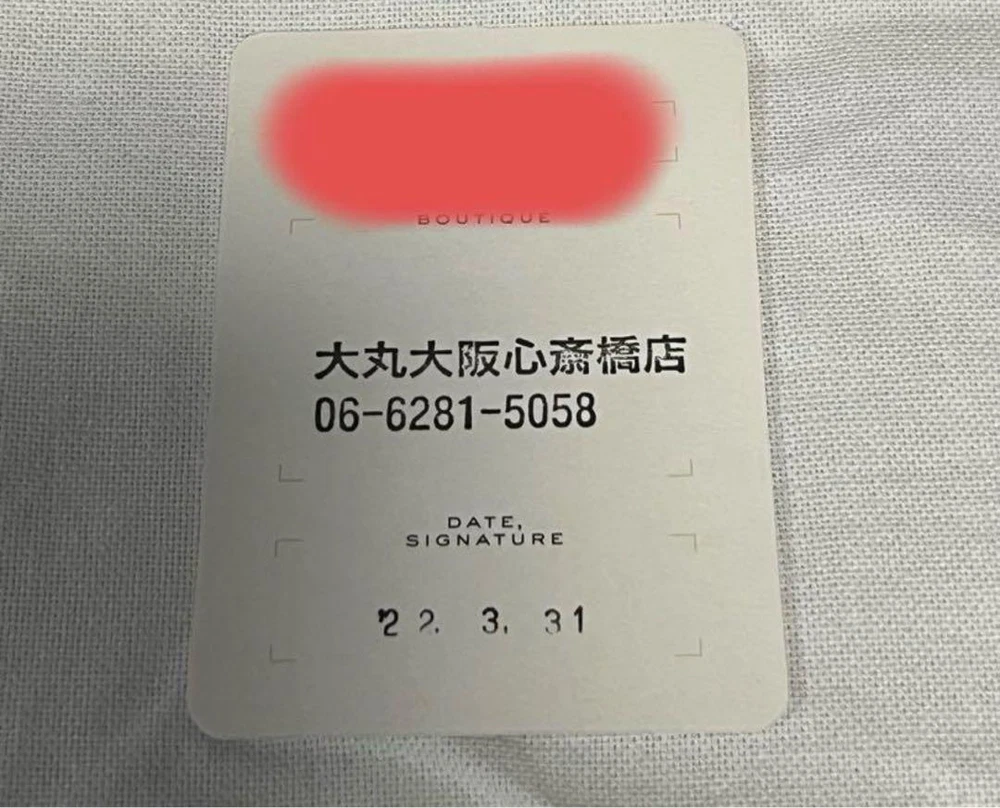 BOUTIQUE
大丸大阪心斎橋店
06-6281-5058
DATE,
SIGNATURE
'22. 3. 31